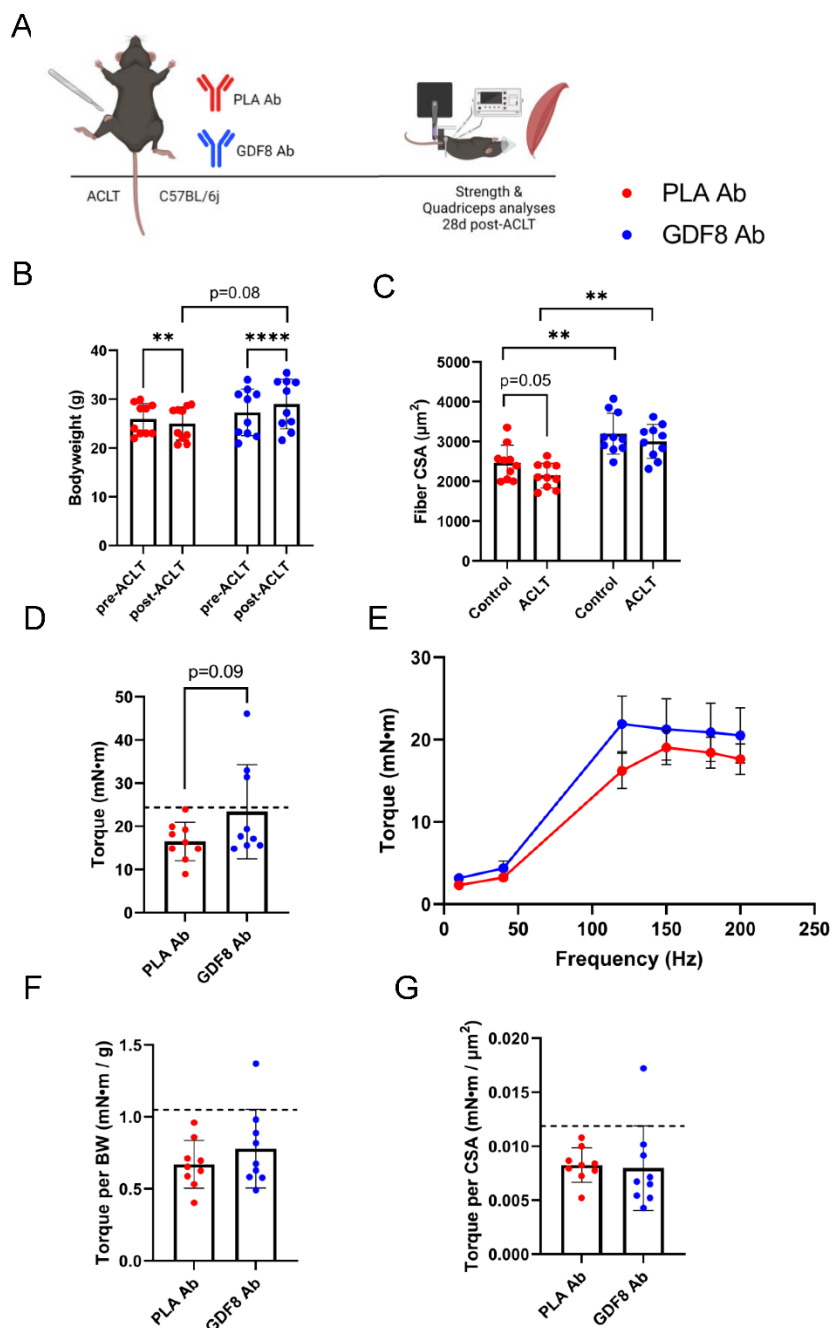 A
PLA Ab
GDF8 Ab
ACLT
C57BL/6j
Strength &
Quadriceps analyses
28d post-ACLT
PLA Ab
GDF8 Ab
B
p=0.08
**
****
Bodyweight (g)
40
30
20
10
0
pre-ACLT
post-ACLT
pre-ACLT
post-ACLT
C
**
**
p=0.05
Fiber CSA (µm²)
5000
4000
3000
2000
1000
0
Control
ACLT
Control
ACLT
D
p=0.09
Torque (mN•m)
50
40
30
20
10
0
PLA Ab
GDF8 Ab
E
Torque (mN•m)
30
20
10
0
0
50
100
150
200
250
Frequency (Hz)
F
Torque per BW (mN•m / g)
1.5
1.0
0.5
0.0
PLA Ab
GDF8 Ab
G
Torque per CSA (mN•m / µm²)
0.020
0.015
0.010
0.005
0.000
PLA Ab
GDF8 Ab